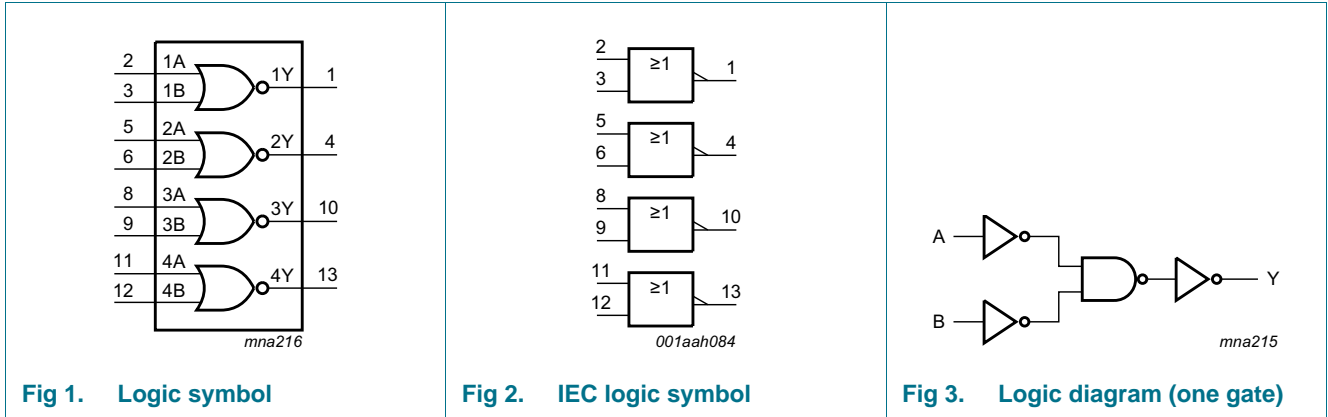 2 1A 1Y 1
3 1B
5 2A 2Y 4
6 2B
8 3A 3Y 10
9 3B
11 4A 4Y 13
12 4B
mna216
Fig 1. Logic symbol
2 ≥1 1
3
5 ≥1 4
6
8 ≥1 10
9
11 ≥1 13
12
001aah084
Fig 2. IEC logic symbol
A
Y
B
mna215
Fig 3. Logic diagram (one gate)